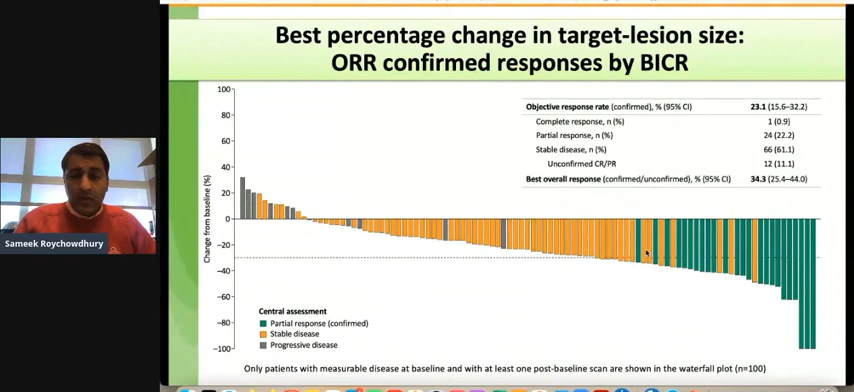 Best percentage change in target-lesion size:
ORR confirmed responses by BICR
Objective response rate (confirmed), % (95% CI) 23.1 (15.6–32.2)
Complete response, n (%) 1 (0.9)
Partial response, n (%) 24 (22.2)
Stable disease, n (%) 66 (61.1)
Unconfirmed CR/PR 12 (11.1)
Best overall response (confirmed/unconfirmed), % (95% CI) 34.3 (25.4–44.0)
Change from baseline (%)
100
80
60
40
20
0
−20
−40
−60
−80
−100
Sameek Roychowdhury
Central assessment
Partial response (confirmed)
Stable disease
Progressive disease
Only patients with measurable disease at baseline and with at least one post-baseline scan are shown in the waterfall plot (n=100)